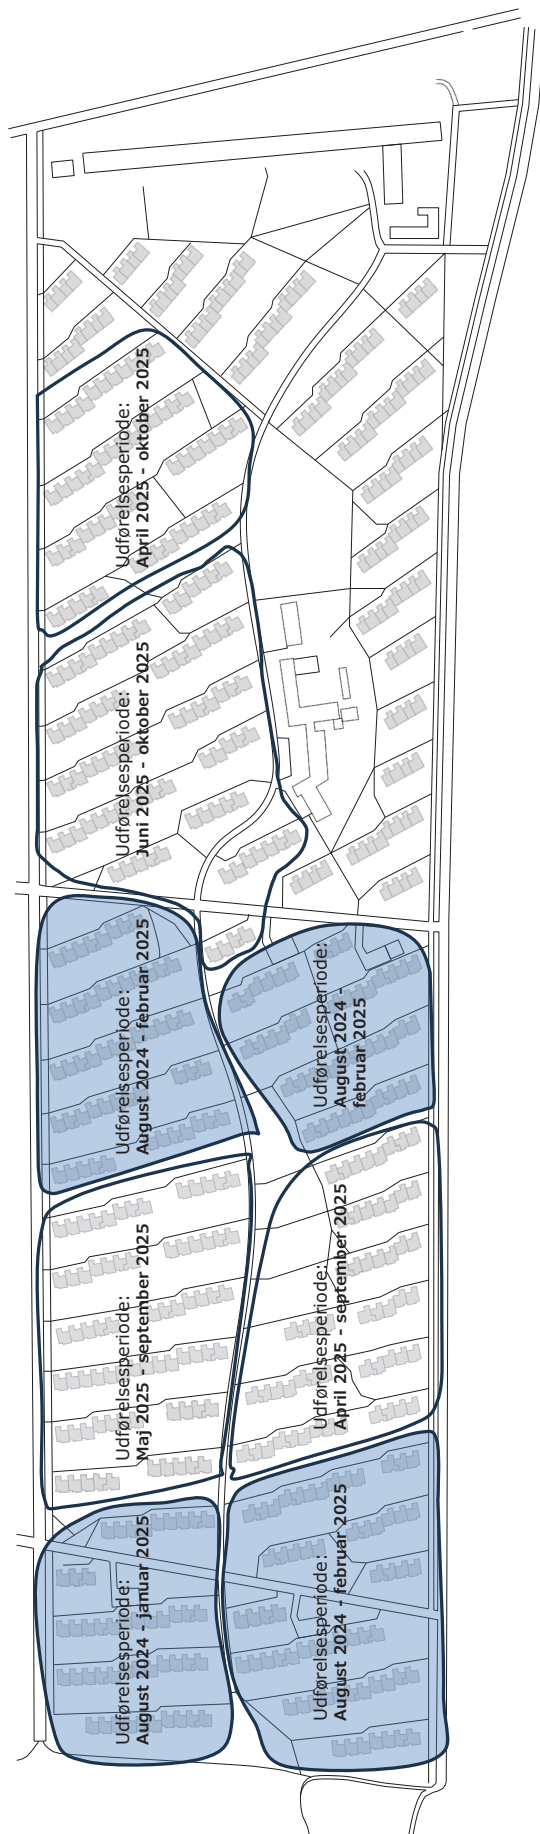 Udførelsesperiode:
April 2025 - oktober 2025
Udførelsesperiode:
Juni 2025 - oktober 2025
Udførelsesperiode:
August 2024 - februar 2025
Udførelsesperiode:
August 2024 -
februar 2025
Udførelsesperiode:
Maj 2025 - september 2025
Udførelsesperiode:
April 2025 - september 2025
Udførelsesperiode:
August 2024 - januar 2025
Udførelsesperiode:
August 2024 - februar 2025